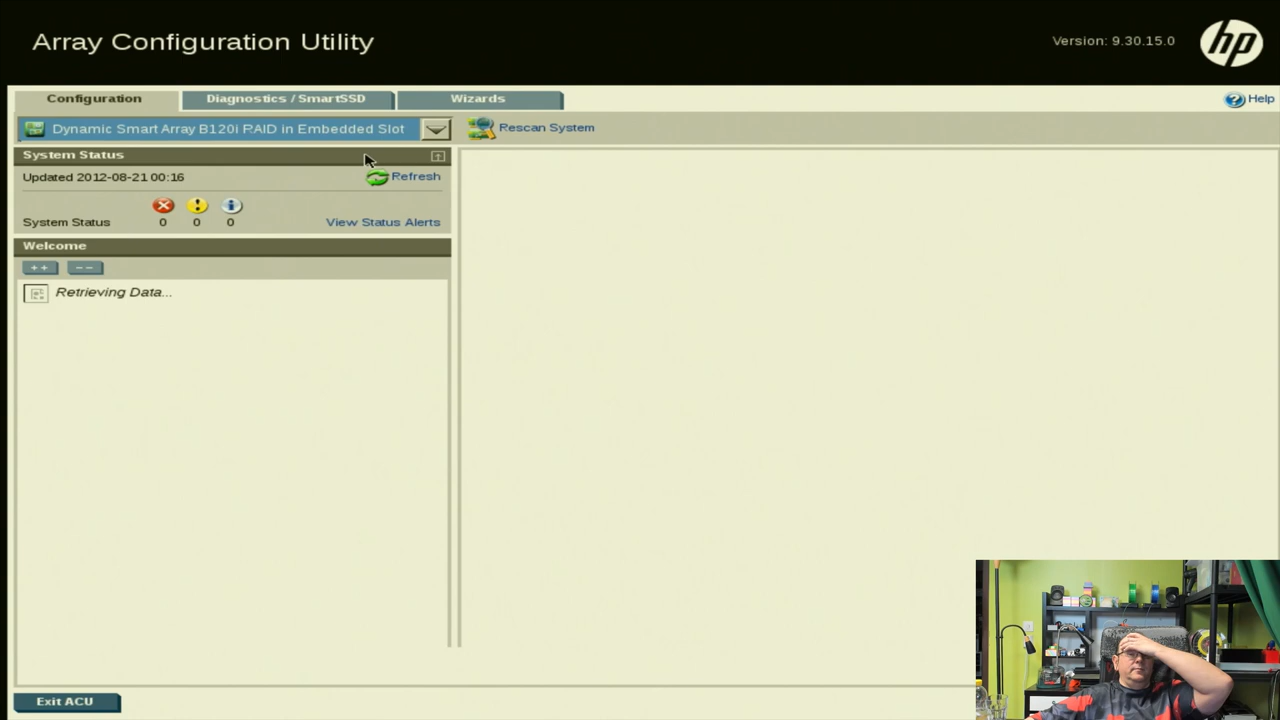 Array Configuration Utility
Version: 9.30.15.0
hp
Configuration
Diagnostics / SmartSSD
Wizards
Help
Dynamic Smart Array B120i RAID in Embedded Slot
Rescan System
System Status
Updated 2012-08-21 00:16
Refresh
System Status 0 0 0 View Status Alerts
Welcome
++ --
Retrieving Data...
Exit ACU